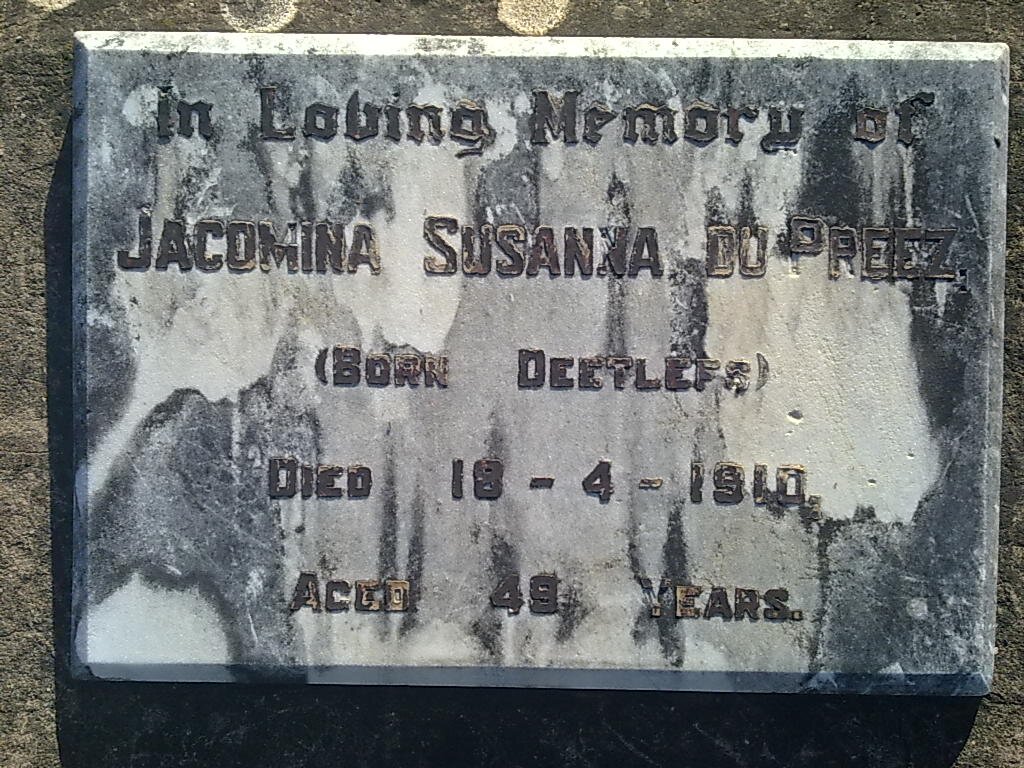 In Loving Memory of
JACOMINA SUSANNA DU PREEZ,
(BORN DEETLEFS)
DIED 18-4-1910,
AGED 49 YEARS.